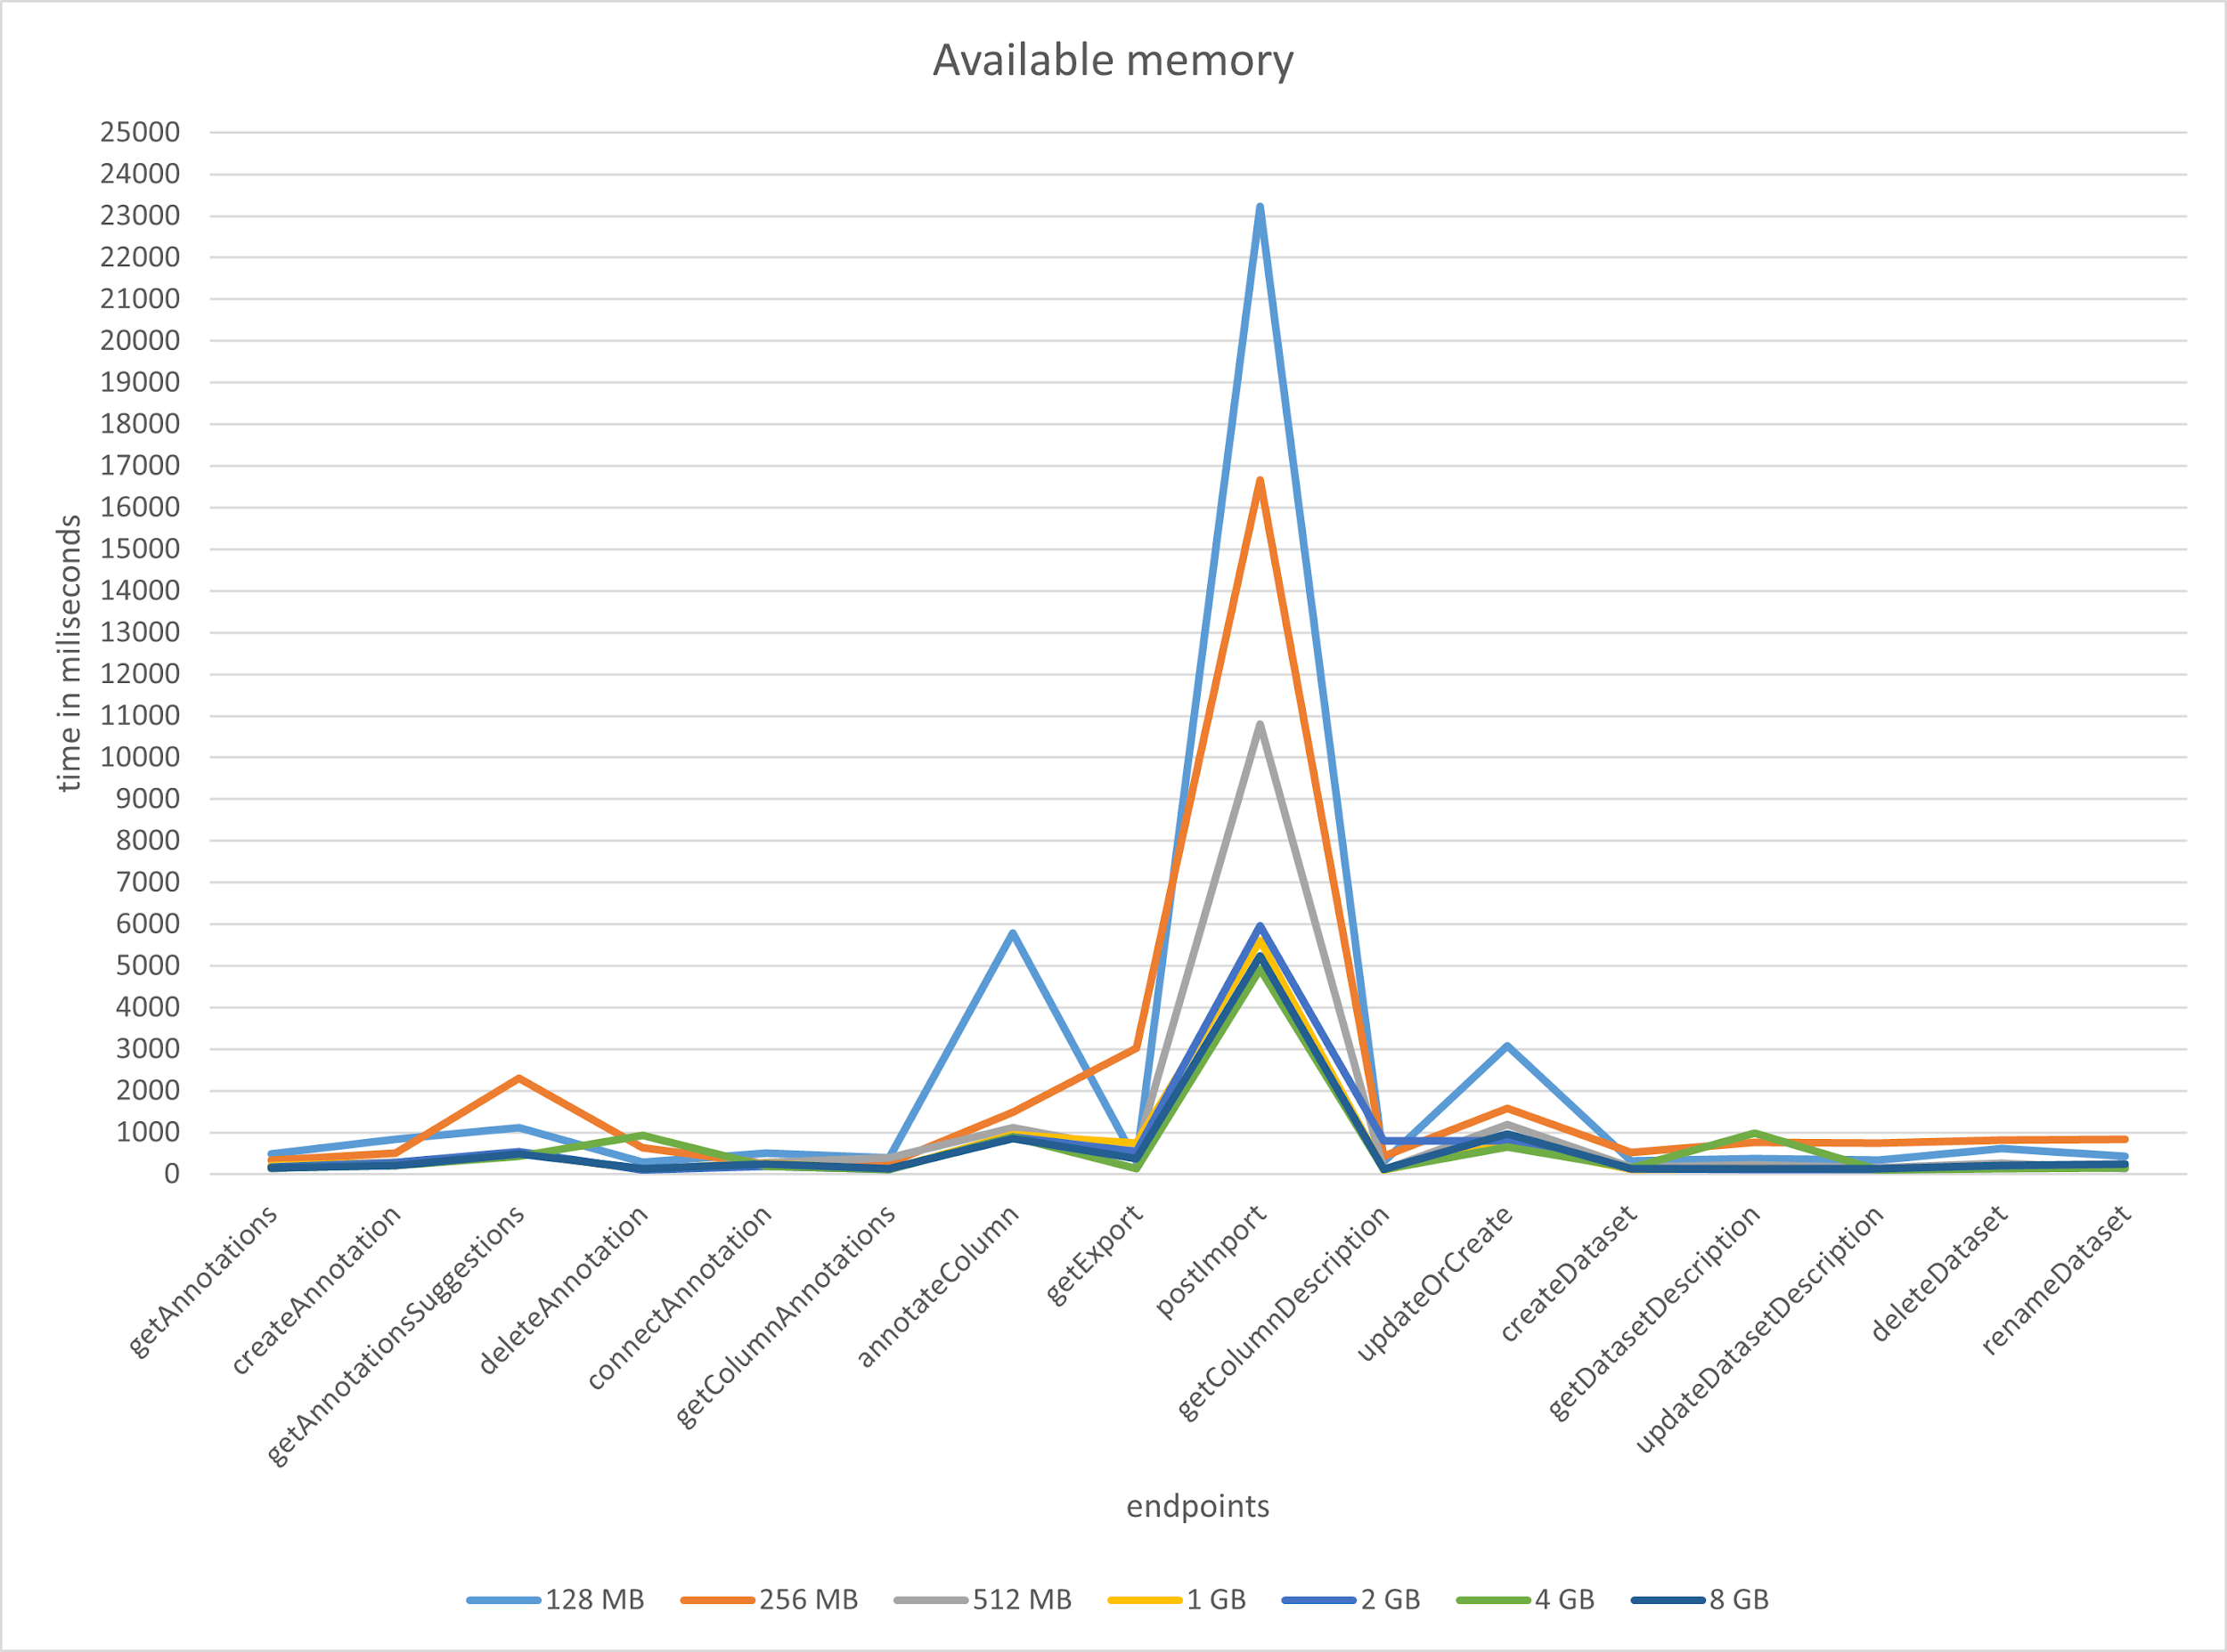 Available memory
25000
24000
23000
22000
21000
20000
19000
18000
17000
16000
15000
14000
13000
12000
11000
10000
9000
8000
7000
6000
5000
4000
3000
2000
1000
0
time in miliseconds
getAnnotations
createAnnotation
getAnnotationsSuggestions
deleteAnnotation
connectAnnotation
getColumnAnnotations
annotateColumn
getExport
postImport
getColumnDescription
updateOrCreate
createDataset
getDatasetDescription
updateDatasetDescription
deleteDataset
renameDataset
endpoints
128 MB 256 MB 512 MB 1 GB 2 GB 4 GB 8 GB